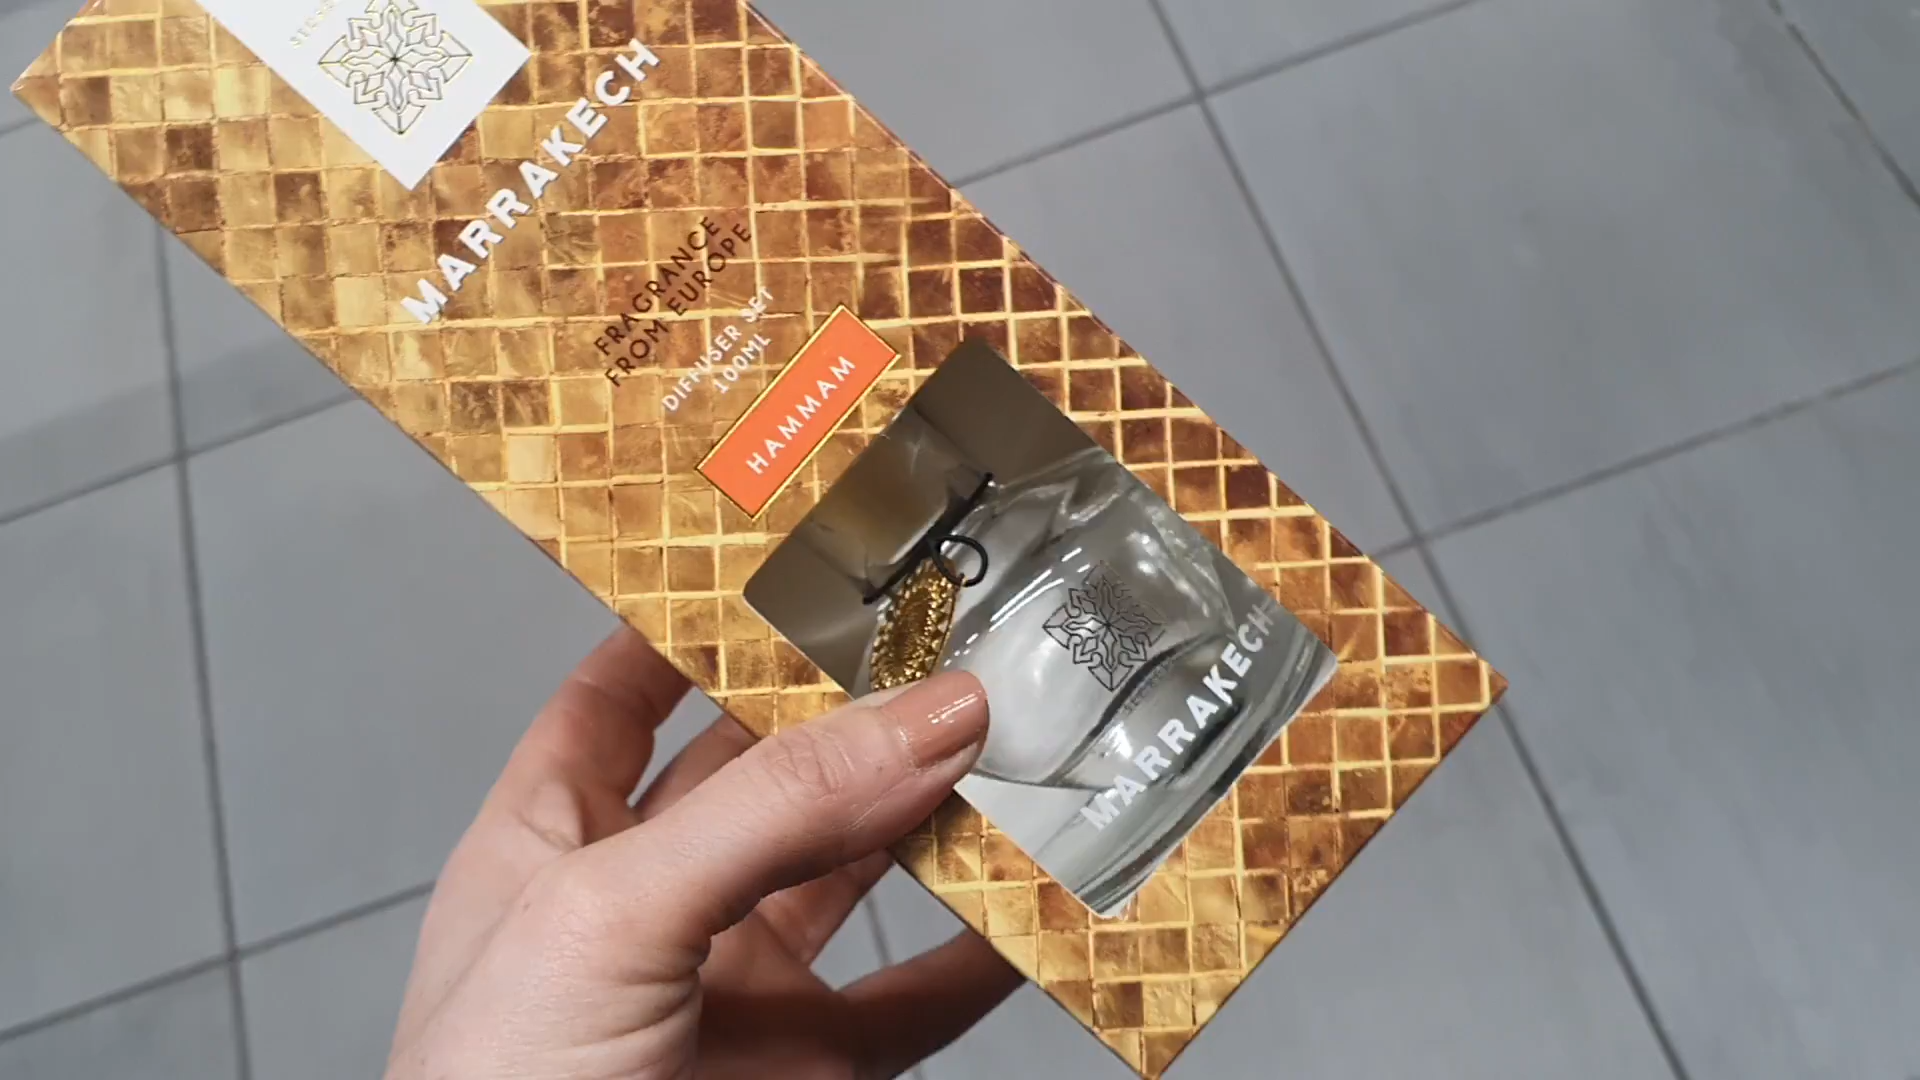 MARRAKECH
FRAGRANCE
FROM EUROPE
DIFFUSER SET
100ML
HAMMAM
MARRAKECH